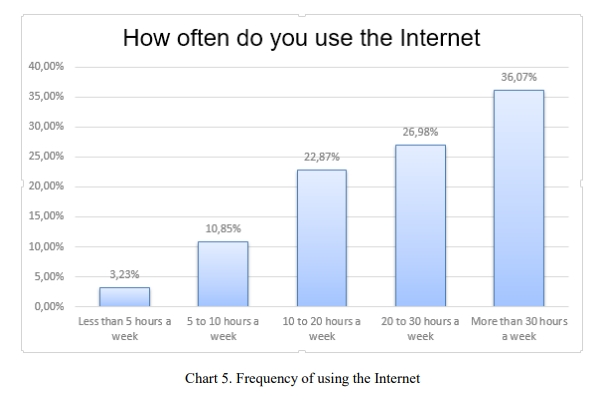 How often do you use the Internet
40,00%
35,00%
30,00%
25,00%
20,00%
15,00%
10,00%
5,00%
0,00%
3,23%
10,85%
22,87%
26,98%
36,07%
Less than 5 hours a
week
5 to 10 hours a
week
10 to 20 hours a
week
20 to 30 hours a
week
More than 30 hours
a week
Chart 5. Frequency of using the Internet